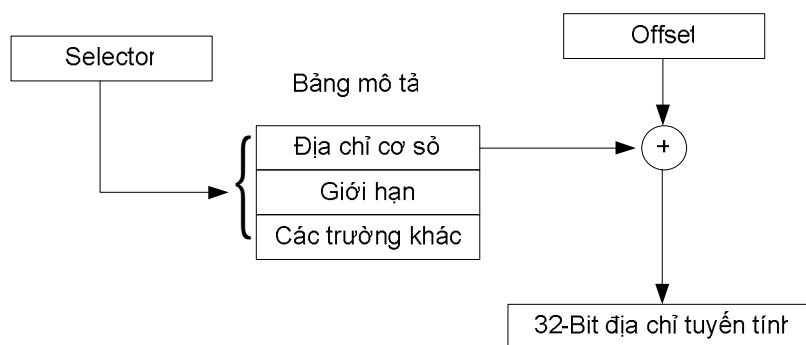 Selector
Offset
Bảng mô tả
Địa chỉ cơ sỏ
+
Giới hạn
Các trường khác
32-Bit địa chỉ tuyến tính